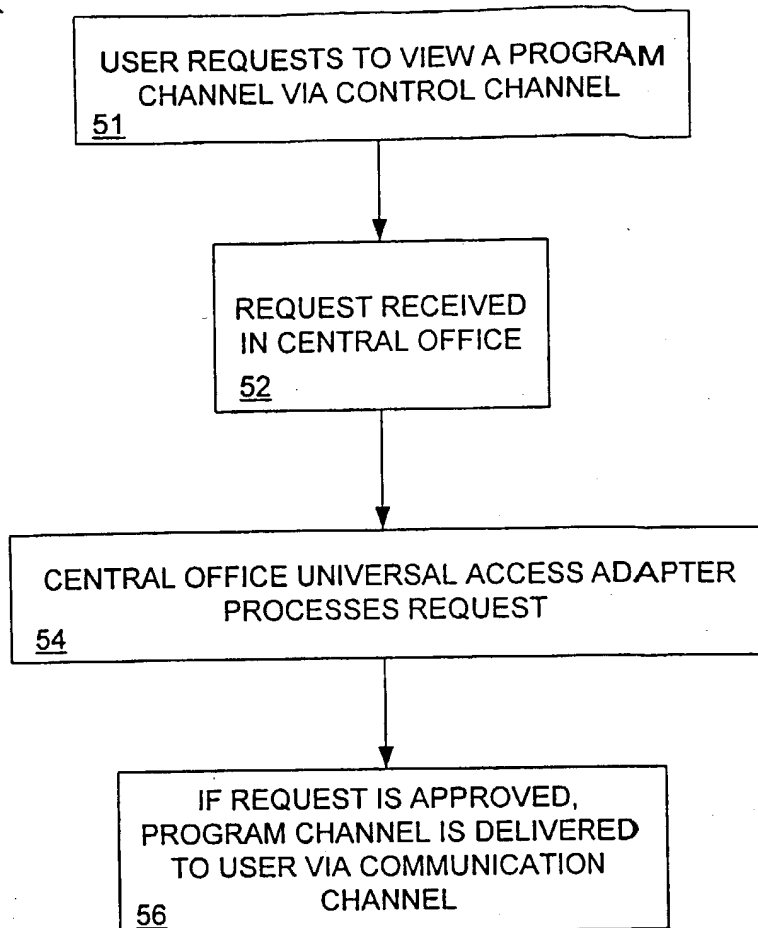 USER REQUESTS TO VIEW A PROGRAM
CHANNEL VIA CONTROL CHANNEL
51
REQUEST RECEIVED
IN CENTRAL OFFICE
52
CENTRAL OFFICE UNIVERSAL ACCESS ADAPTER
PROCESSES REQUEST
54
IF REQUEST IS APPROVED,
PROGRAM CHANNEL IS DELIVERED
TO USER VIA COMMUNICATION
CHANNEL
56